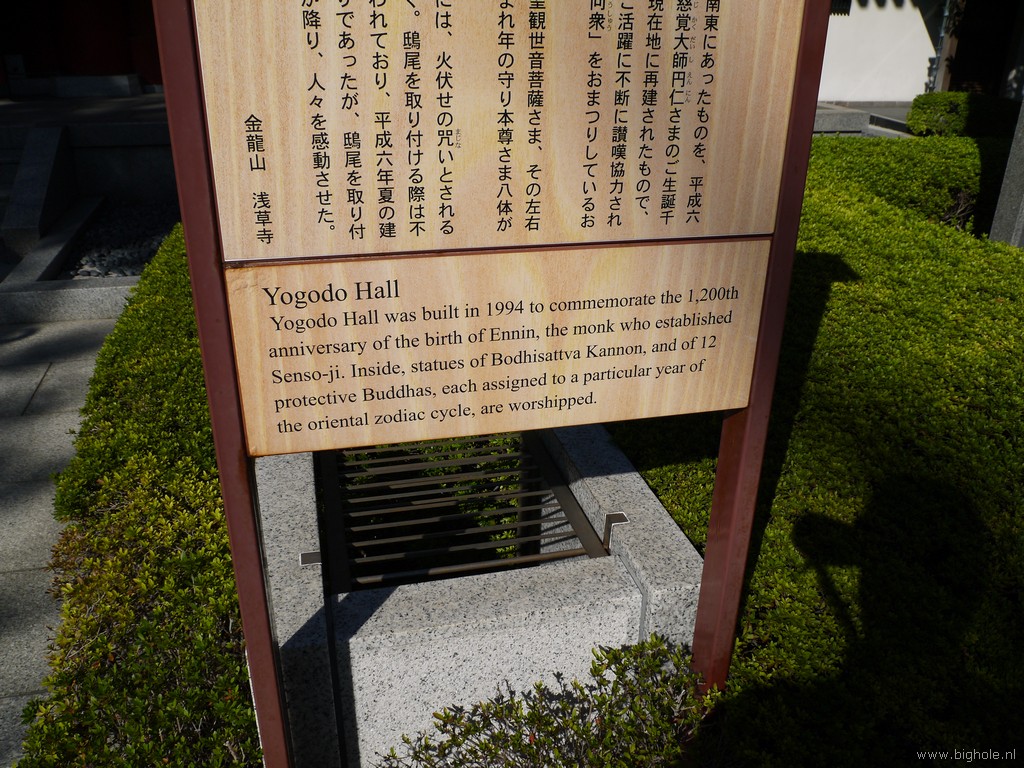 南東にあったものを、平成六
慈覚大師円仁さまのご生誕千
現在地に再建されたもので、
ご活躍に不断に讃嘆協力され
向衆」をおまつりしているお
聖観世音菩薩さま、その左右
まれ年の守り本尊さま八体が
には、火伏せの咒いとされる
く。鴟尾を取り付ける際は不
われており、平成六年夏の建
りであったが、鴟尾を取り付
が降り、人々を感動させた。
金龍山 浅草寺
Yogodo Hall
Yogodo Hall was built in 1994 to commemorate the 1,200th
anniversary of the birth of Ennin, the monk who established
Senso-ji. Inside, statues of Bodhisattva Kannon, and of 12
protective Buddhas, each assigned to a particular year of
the oriental zodiac cycle, are worshipped.
www.bighole.nl